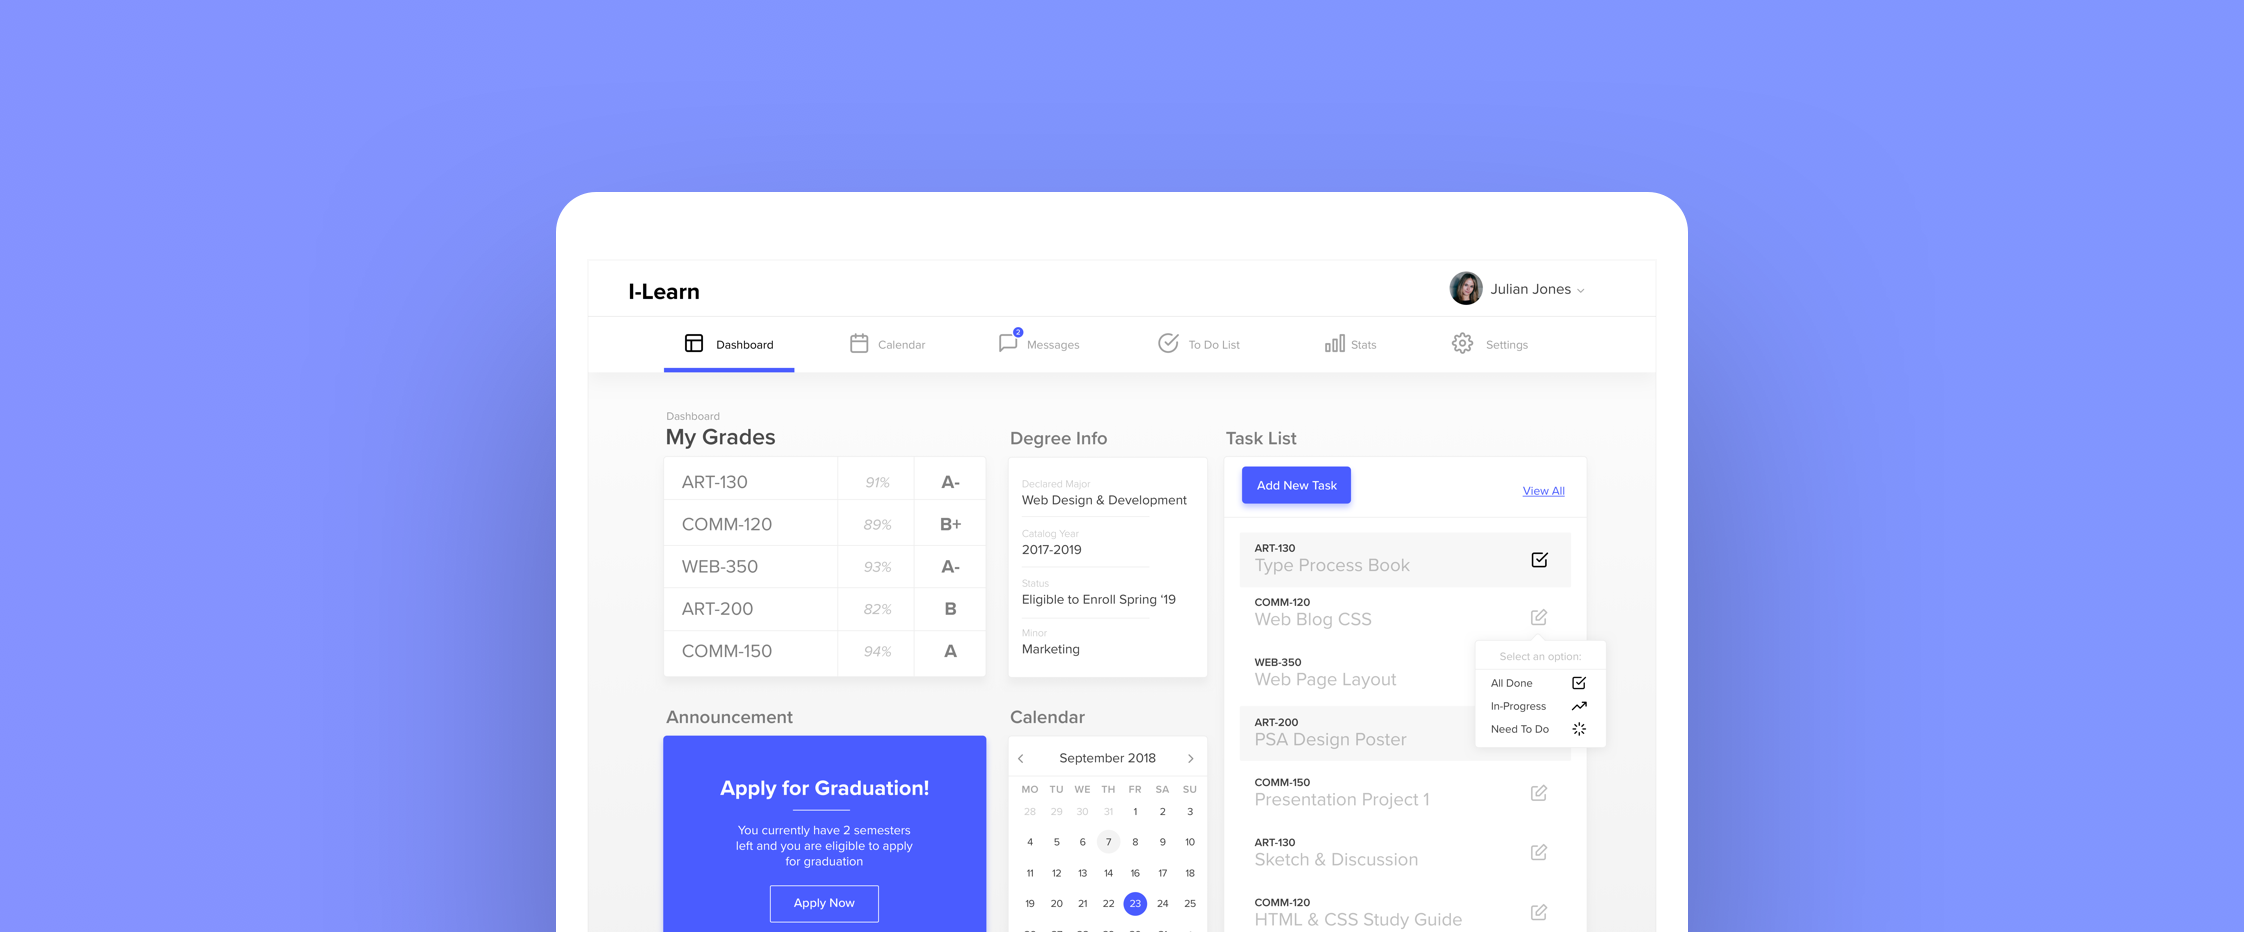 I-Learn
Julian Jones
Dashboard
Calendar
2
Messages
To Do List
Stats
Settings
Dashboard
My Grades
ART-130 91% A-
COMM-120 89% B+
WEB-350 93% A-
ART-200 82% B
COMM-150 94% A
Degree Info
Declared Major
Web Design & Development
Catalog Year
2017-2019
Status
Eligible to Enroll Spring ‘19
Minor
Marketing
Task List
Add New Task
View All
ART-130
Type Process Book
COMM-120
Web Blog CSS
WEB-350
Web Page Layout
ART-200
PSA Design Poster
COMM-150
Presentation Project 1
ART-130
Sketch & Discussion
COMM-120
HTML & CSS Study Guide
Select an option:
All Done
In-Progress
Need To Do
Announcement
Apply for Graduation!
You currently have 2 semesters
left and you are eligible to apply
for graduation
Apply Now
Calendar
September 2018
MO TU WE TH FR SA SU
28 29 30 31 1 2 3
4 5 6 7 8 9 10
11 12 13 14 16 17 18
19 20 21 22 23 24 25